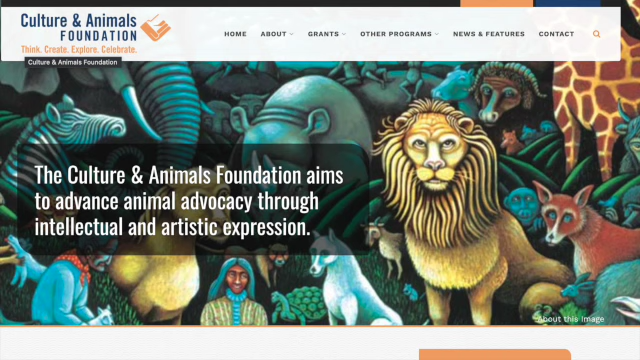 Culture & Animals
FOUNDATION
Think. Create. Explore. Celebrate.
Culture & Animals Foundation
HOME
ABOUT
GRANTS
OTHER PROGRAMS
NEWS & FEATURES
CONTACT
The Culture & Animals Foundation aims
to advance animal advocacy through
intellectual and artistic expression.
About this Image